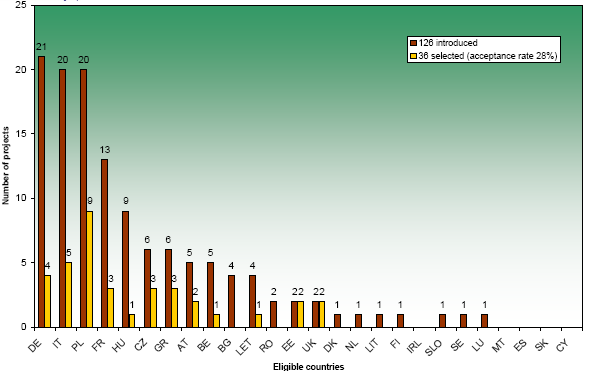 25
126 introduced
36 selected (acceptance rate 28%)
21
20 20
20
15
13
10
9 9
6 6
5 5 5
5
4 4 4
3 3 3
2 2 22 22
1 1 1 1 1 1 1 1 1 1
0
Number of projects
DE IT PL FR HU CZ GR AT BE BG LET RO EE UK DK NL LIT FI IRL SLO SE LU MT ES SK CY
Eligible countries